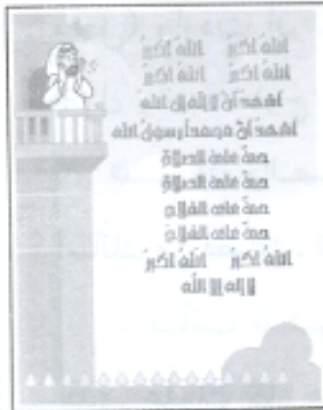 الله أكبر الله أكبر
الله أكبر الله أكبر
أشهد أن لا إله إلا الله
أشهد أن محمدا رسول الله
حي على الصلاة
حي على الصلاة
حي على الفلاح
حي على الفلاح
الله أكبر الله أكبر
لا إله إلا الله